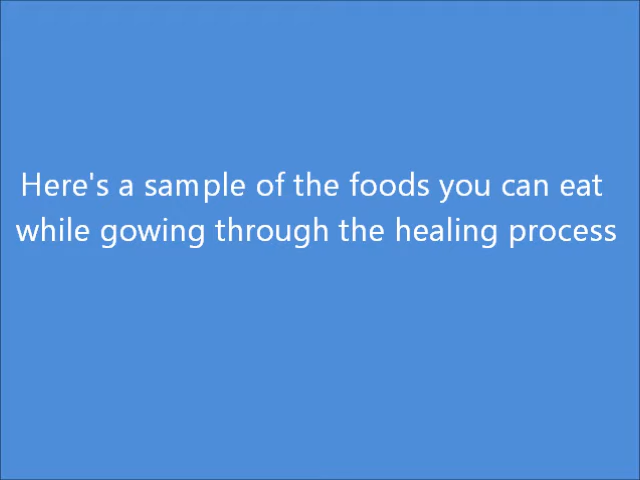 Here's a sample of the foods you can eat
while gowing through the healing process